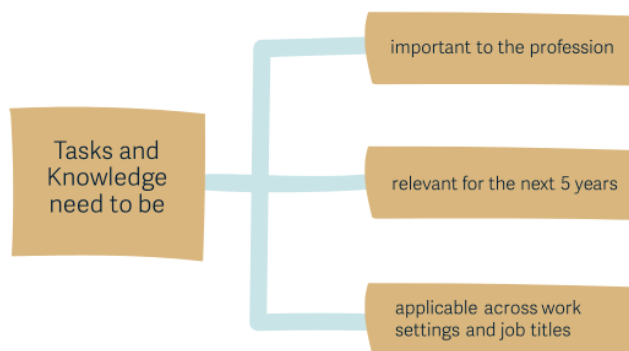 Tasks and
Knowledge
need to be
important to the profession
relevant for the next 5 years
applicable across work
settings and job titles